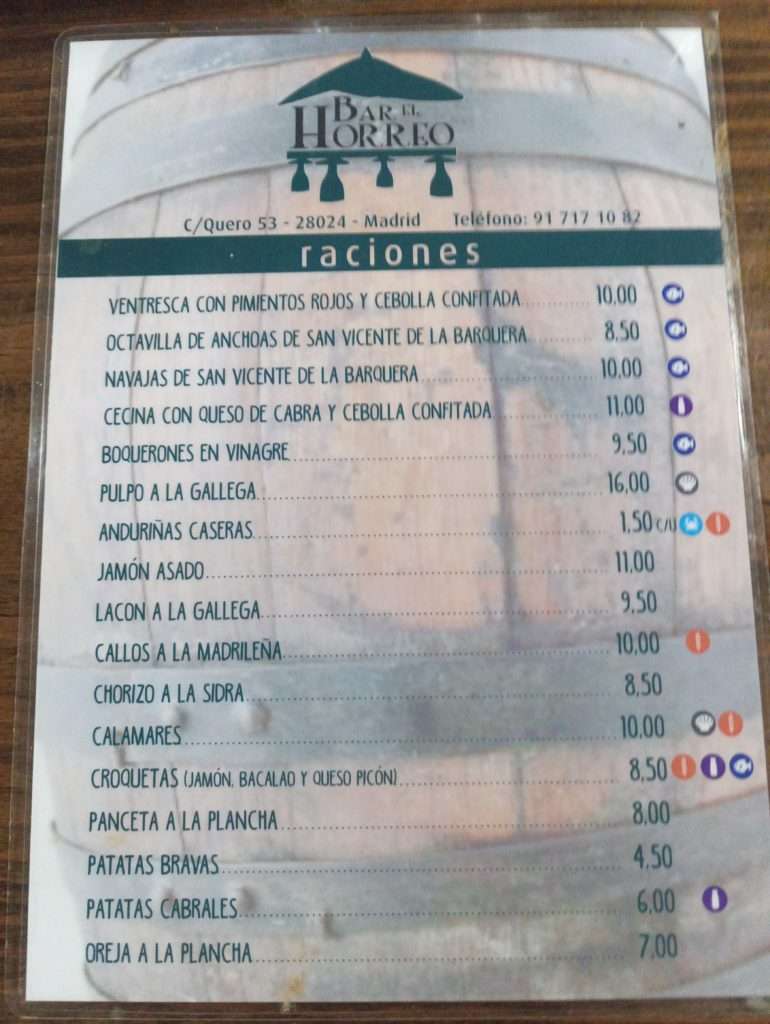 BAR EL
HORREO
C/Quero 53 - 28024 - Madrid Teléfono: 91 717 10 82
raciones
VENTRESCA CON PIMIENTOS ROJOS Y CEBOLLA CONFITADA 10,00
OCTAVILLA DE ANCHOAS DE SAN VICENTE DE LA BARQUERA 8,50
NAVAJAS DE SAN VICENTE DE LA BARQUERA 10,00
CECINA CON QUESO DE CABRA Y CEBOLLA CONFITADA 11,00
BOQUERONES EN VINAGRE 9,50
PULPO A LA GALLEGA 16,00
ANDURIÑAS CASERAS 1,50 C/U
JAMÓN ASADO 11,00
LACON A LA GALLEGA 9,50
CALLOS A LA MADRILEÑA 10,00
CHORIZO A LA SIDRA 8,50
CALAMARES 10,00
CROQUETAS (JAMÓN, BACALAO Y QUESO PICÓN) 8,50
PANCETA A LA PLANCHA 8,00
PATATAS BRAVAS 4,50
PATATAS CABRALES 6,00
OREJA A LA PLANCHA 7,00